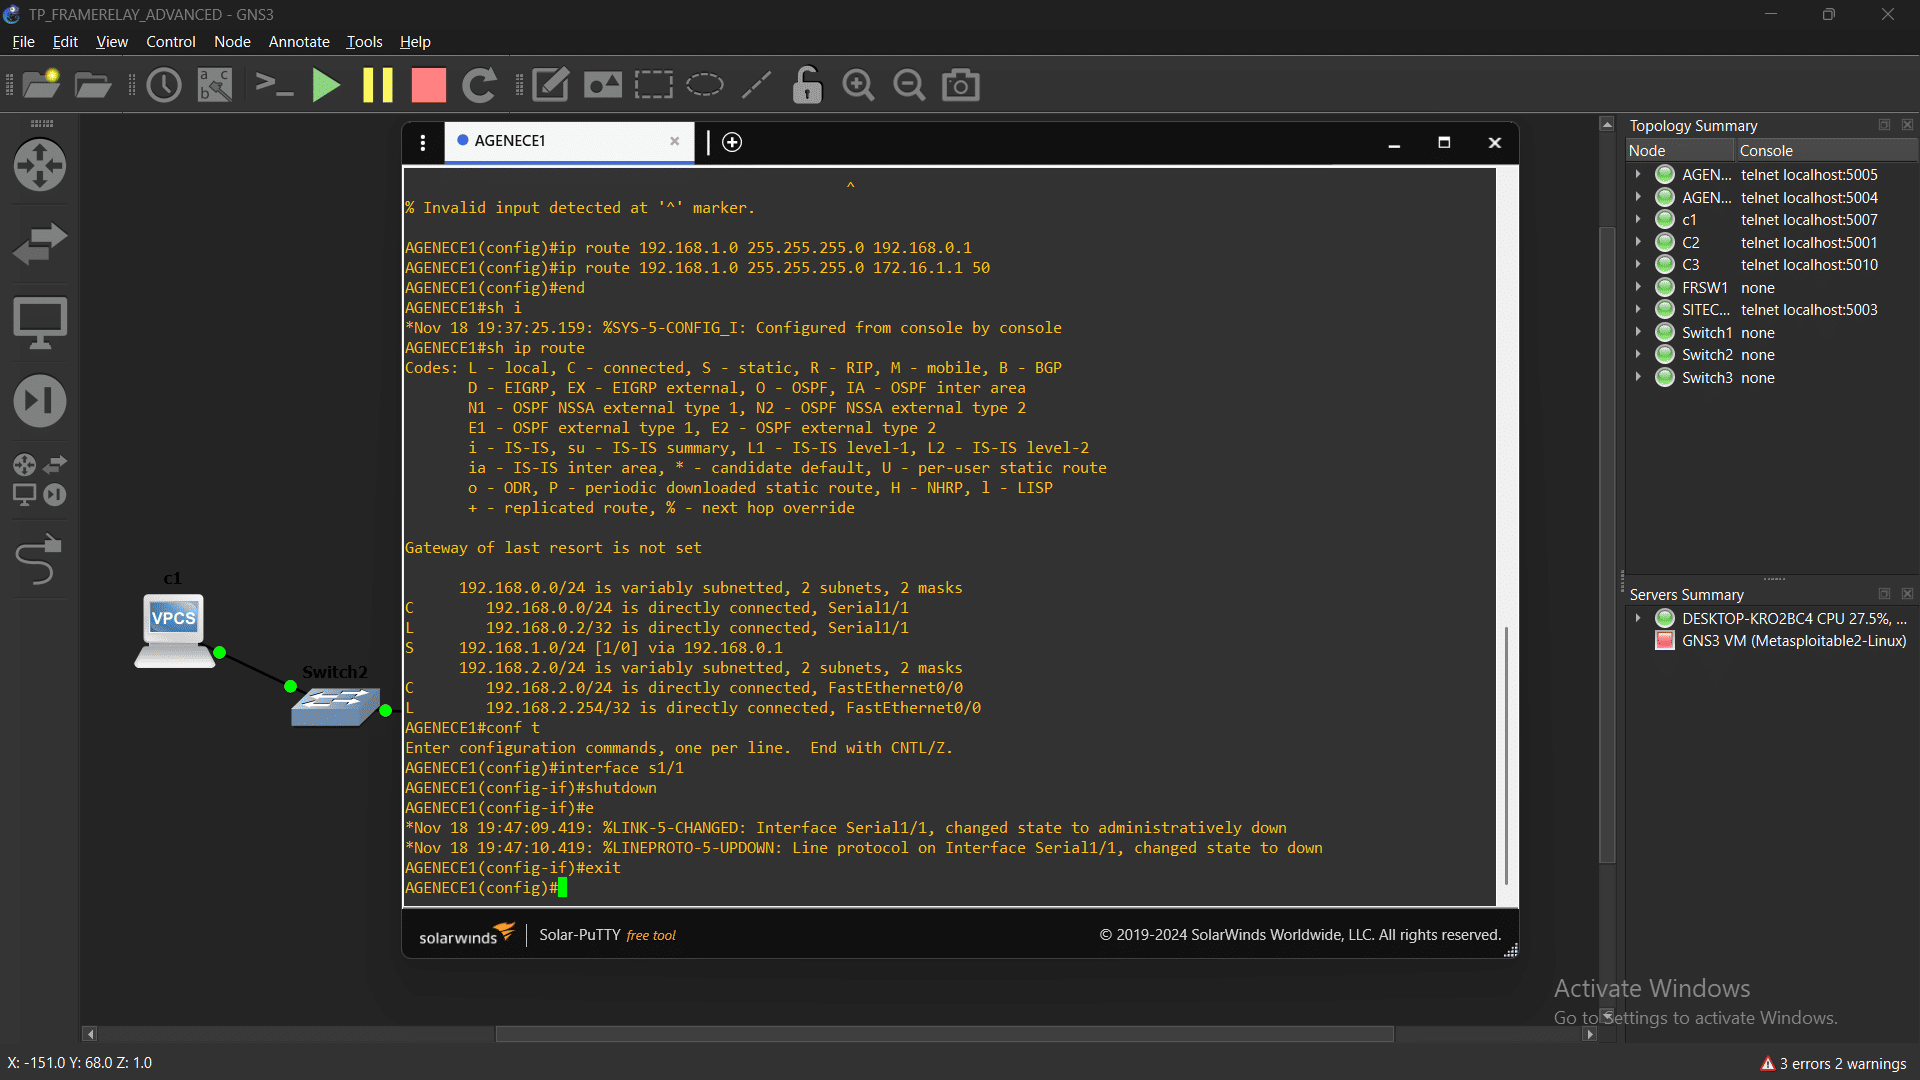 TP_FRAMERELAY_ADVANCED - GNS3
File Edit View Control Node Annotate Tools Help
AGENECE1
^
% Invalid input detected at '^' marker.
AGENECE1(config)#ip route 192.168.1.0 255.255.255.0 192.168.0.1
AGENECE1(config)#ip route 192.168.1.0 255.255.255.0 172.16.1.1 50
AGENECE1(config)#end
AGENECE1#sh i
*Nov 18 19:37:25.159: %SYS-5-CONFIG_I: Configured from console by console
AGENECE1#sh ip route
Codes: L - local, C - connected, S - static, R - RIP, M - mobile, B - BGP
D - EIGRP, EX - EIGRP external, O - OSPF, IA - OSPF inter area
N1 - OSPF NSSA external type 1, N2 - OSPF NSSA external type 2
E1 - OSPF external type 1, E2 - OSPF external type 2
i - IS-IS, su - IS-IS summary, L1 - IS-IS level-1, L2 - IS-IS level-2
ia - IS-IS inter area, * - candidate default, U - per-user static route
o - ODR, P - periodic downloaded static route, H - NHRP, l - LISP
+ - replicated route, % - next hop override
Gateway of last resort is not set
192.168.0.0/24 is variably subnetted, 2 subnets, 2 masks
C 192.168.0.0/24 is directly connected, Serial1/1
L 192.168.0.2/32 is directly connected, Serial1/1
S 192.168.1.0/24 [1/0] via 192.168.0.1
192.168.2.0/24 is variably subnetted, 2 subnets, 2 masks
C 192.168.2.0/24 is directly connected, FastEthernet0/0
L 192.168.2.254/32 is directly connected, FastEthernet0/0
AGENECE1#conf t
Enter configuration commands, one per line. End with CNTL/Z.
AGENECE1(config)#interface s1/1
AGENECE1(config-if)#shutdown
AGENECE1(config-if)#e
*Nov 18 19:47:09.419: %LINK-5-CHANGED: Interface Serial1/1, changed state to administratively down
*Nov 18 19:47:10.419: %LINEPROTO-5-UPDOWN: Line protocol on Interface Serial1/1, changed state to down
AGENECE1(config-if)#exit
AGENECE1(config)#
solarwinds Solar-PuTTY free tool © 2019-2024 SolarWinds Worldwide, LLC. All rights reserved.
c1
VPCS
Switch2
Topology Summary
Node Console
AGEN... telnet localhost:5005
AGEN... telnet localhost:5004
c1 telnet localhost:5007
C2 telnet localhost:5001
C3 telnet localhost:5010
FRSW1 none
SITEC... telnet localhost:5003
Switch1 none
Switch2 none
Switch3 none
Servers Summary
DESKTOP-KRO2BC4 CPU 27.5%, ...
GNS3 VM (Metasploitable2-Linux)
Activate Windows
Go to Settings to activate Windows.
X: -151.0 Y: 68.0 Z: 1.0
3 errors 2 warnings